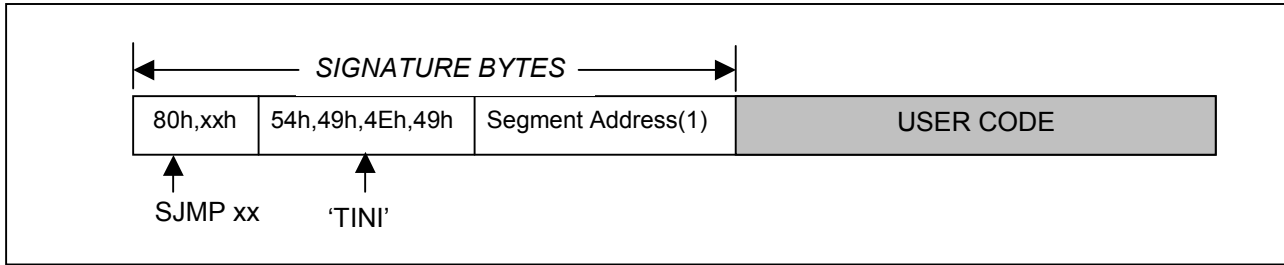 SIGNATURE BYTES
80h,xxh 54h,49h,4Eh,49h Segment Address(1) USER CODE
SJMP xx ‘TINI’